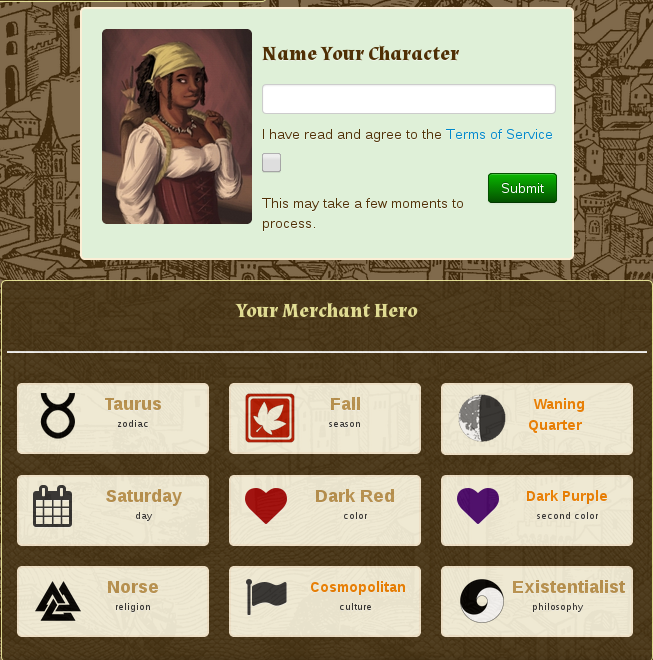 Name Your Character
I have read and agree to the Terms of Service
Submit
This may take a few moments to
process.
Your Merchant Hero
Taurus
zodiac
Fall
season
Waning
Quarter
Saturday
day
Dark Red
color
Dark Purple
second color
Norse
religion
Cosmopolitan
culture
Existentialist
philosophy